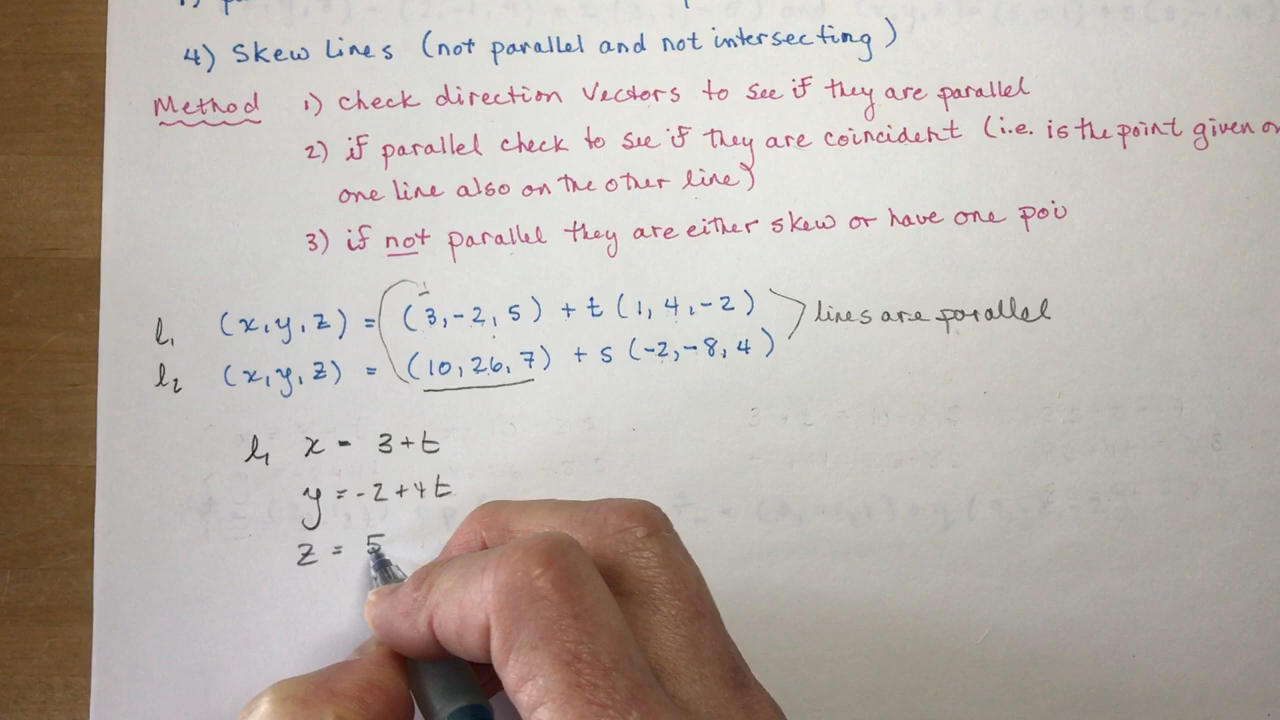 4) Skew Lines (not parallel and not intersecting)
Method 1) check direction vectors to see if they are parallel
2) if parallel check to see if they are coincident (i.e. is the point given on
one line also on the other line)
3) if not parallel they are either skew or have one poi
l₁ (x,y,z) = (3,-2,5) + t(1,4,-2)
lines are parallel
l₂ (x,y,z) = (10,26,7) + s(-2,-8,4)
l₁ x = 3+t
y = -2+4t
z = 5